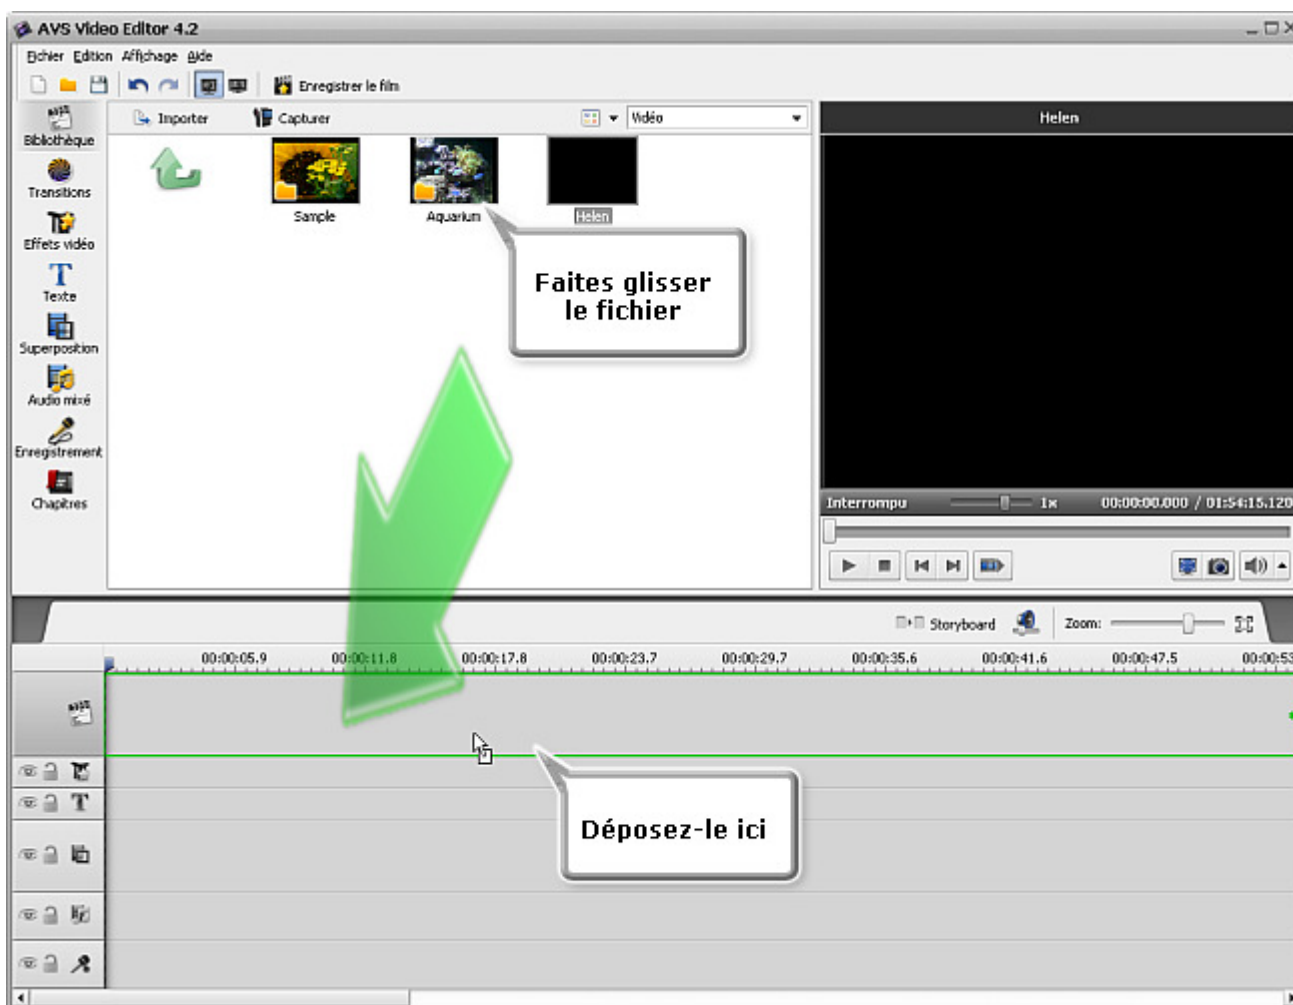 AVS Video Editor 4.2
Fichier Edition Affichage Aide
Enregistrer le film
Bibliothèque
Importer
Capturer
Vidéo
Helen
Sample
Aquarium
Helen
Transitions
Effets vidéo
Texte
Superposition
Audio mixé
Enregistrement
Chapitres
Faites glisser
le fichier
Interrompu 1x 00:00:00.000 / 01:54:15.120
Storyboard
Zoom:
00:00:05.9 00:00:11.8 00:00:17.8 00:00:23.7 00:00:29.7 00:00:35.6 00:00:41.6 00:00:47.5 00:00:53
T
Déposez-le ici